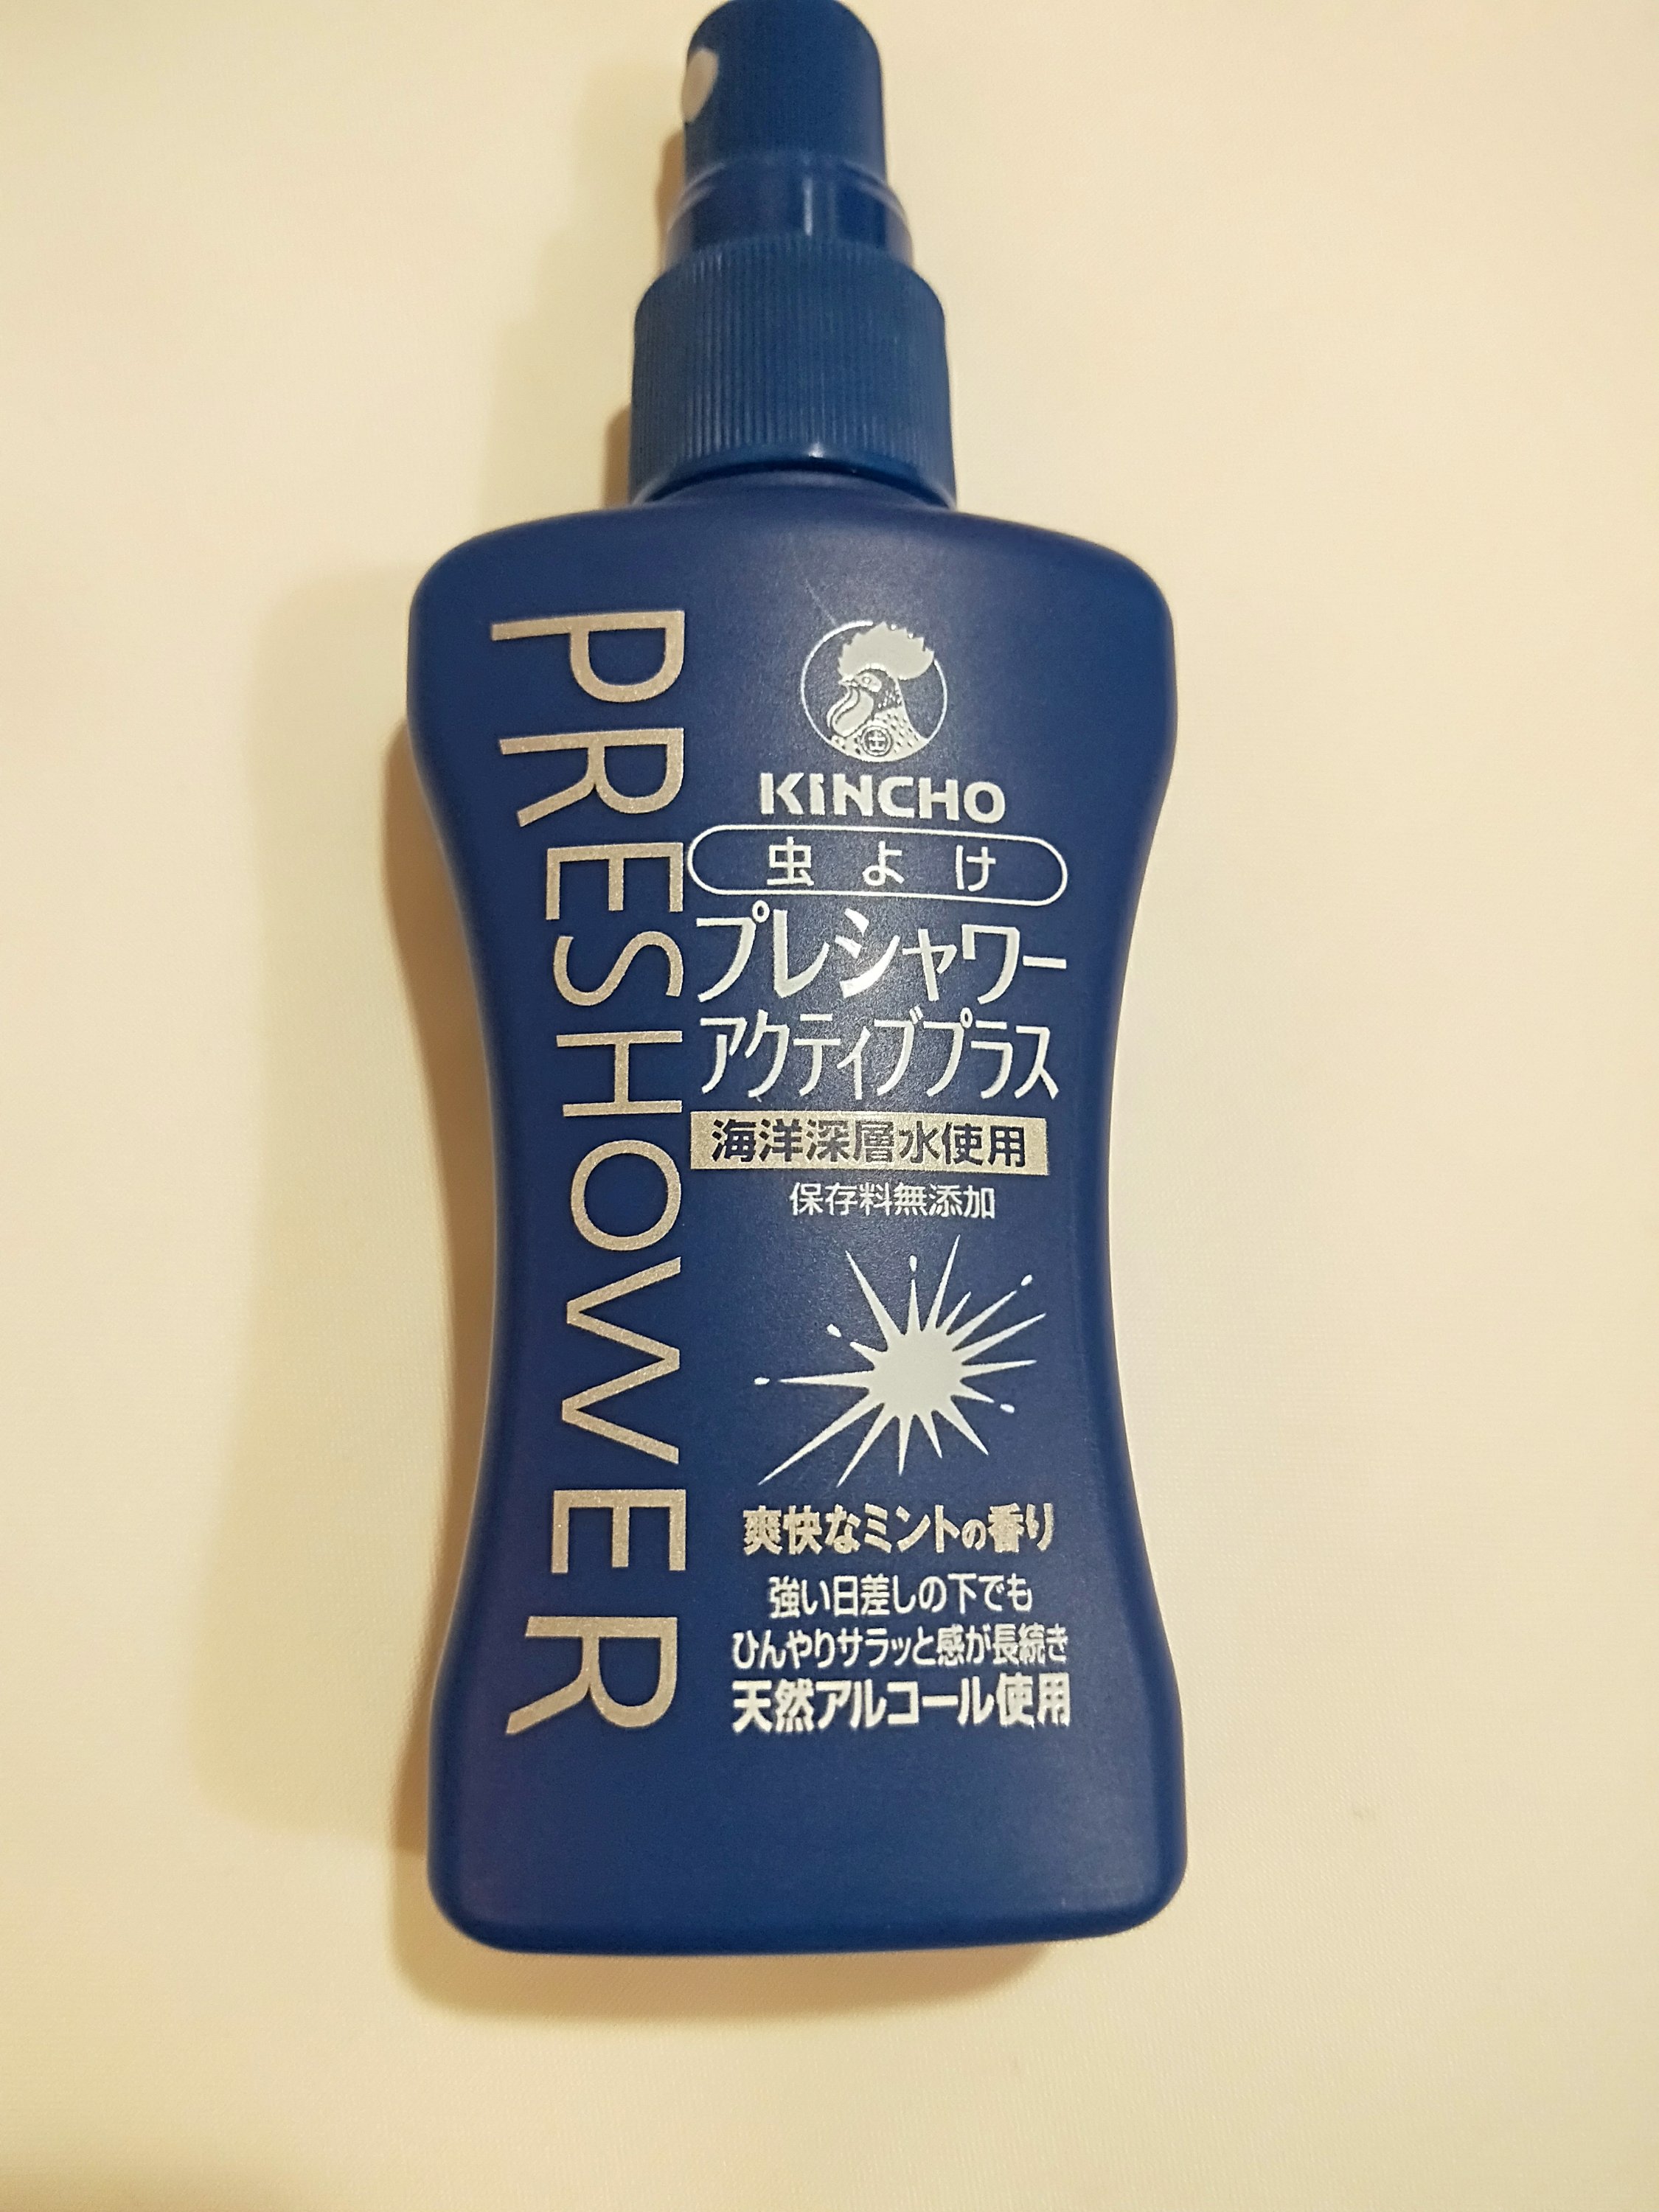 PRESHOWER
KINCHO
虫よけ
プレシャワー
アクティブプラス
海洋深層水使用
保存料無添加
爽快なミントの香り
強い日差しの下でも
ひんやりサラッと感が長続き
天然アルコール使用